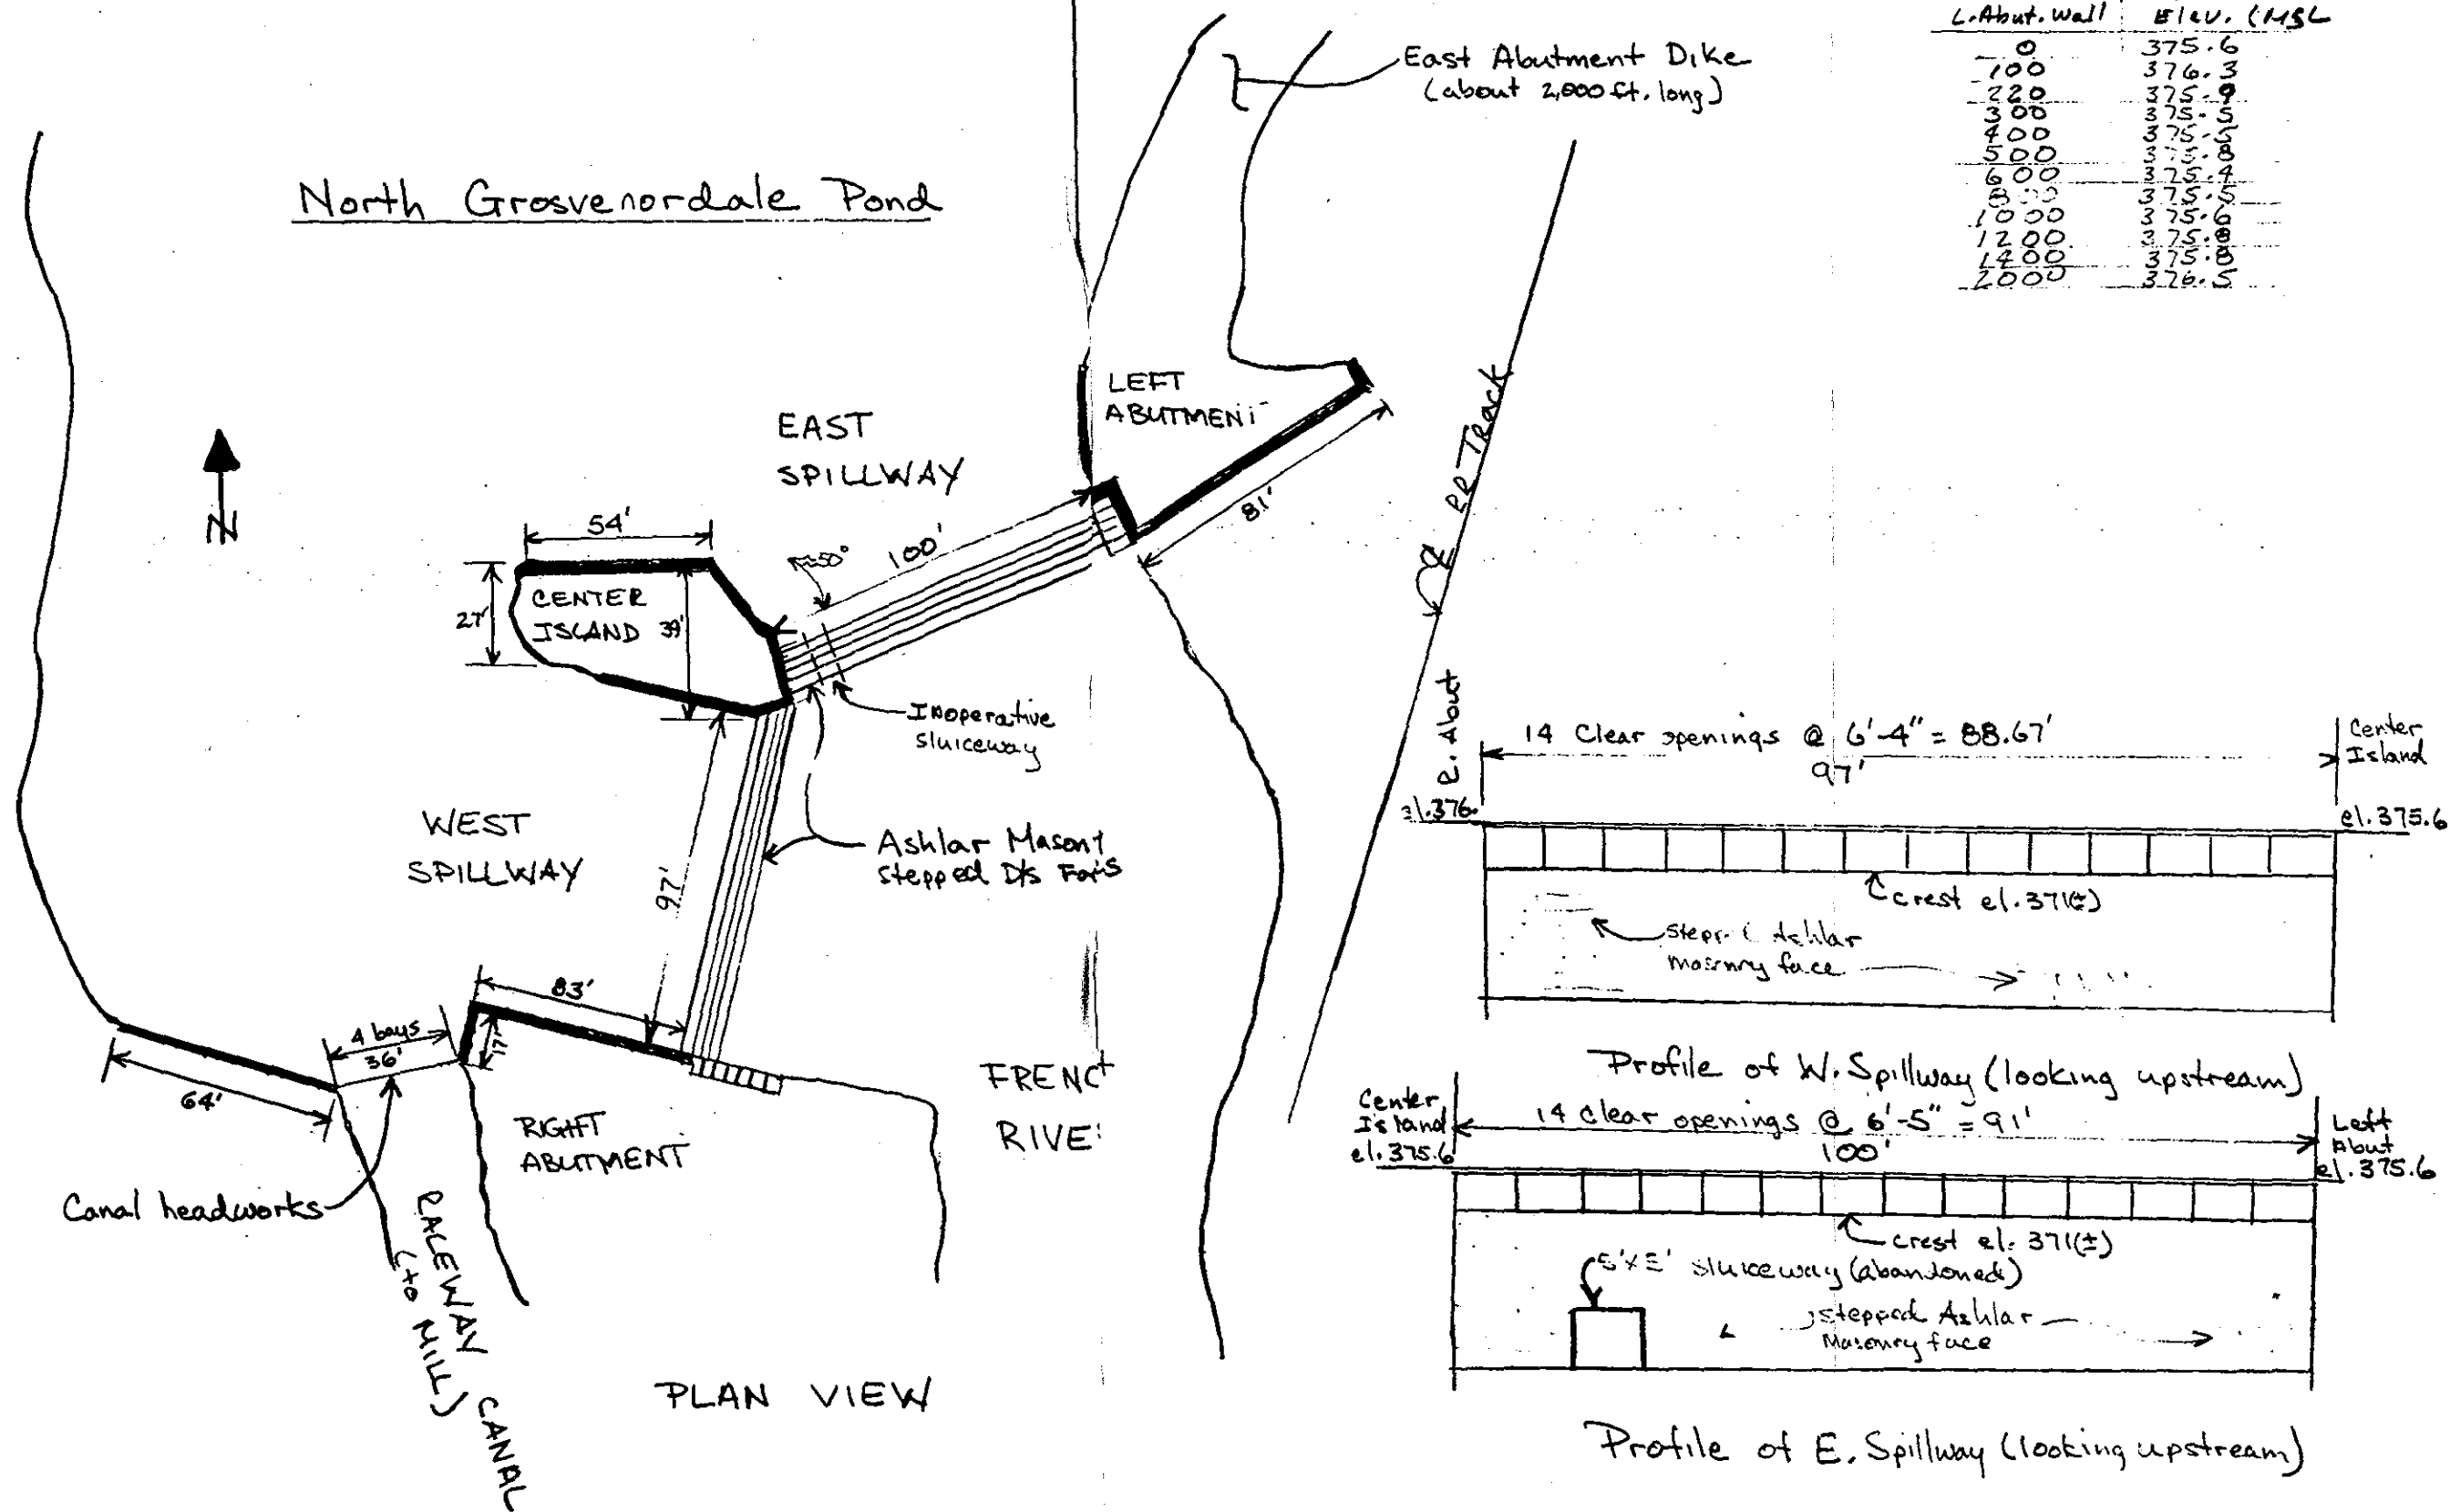 L. Abut. Wall Elev. (MSL
0 375.6
100 376.3
220 375.9
300 375.5
400 375.5
500 375.8
600 375.4
800 375.5
1000 375.6
1200 375.8
1400 375.8
2000 376.5
East Abutment Dike
(about 2,000 ft. long)
North Grosvenordale Pond
LEFT
ABUTMENT
81'
RR Track
EAST
SPILLWAY
N
54'
100'
CENTER
ISLAND
27'
39'
Inoperative
sluiceway
WEST
SPILLWAY
97'
Ashlar
stepped D/S
83'
17'
4 bays
36'
64'
RIGHT
ABUTMENT
Canal headworks
RACEWAY CANAL
(to MILL)
FRENC
RIVE
PLAN VIEW
R. Abut
14 Clear openings @ 6'-4" = 88.67'
97'
Center
Island
el. 376.
el. 375.6
crest el. 371(±)
Ashlar
masonry face
Profile of W. Spillway (looking upstream)
Center
Island
el. 375.6
14 clear openings @ 6'-5" = 91'
100'
Left
Abut
el. 375.6
crest el. 371(±)
sluiceway (abandoned)
stepped Ashlar
Masonry face
Profile of E. Spillway (looking upstream)